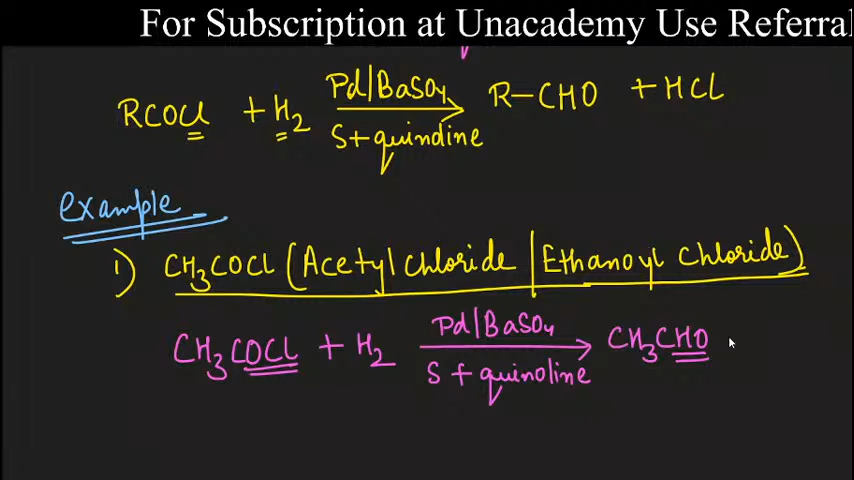 For Subscription at Unacademy Use Referral
RCOCl + H2 Pd/BaSO4 R-CHO + HCl
S+quindine
example
1) CH3COCl (Acetyl Chloride | Ethanoyl Chloride)
CH3COCl + H2 Pd/BaSO4 CH3CHO
S + quinoline